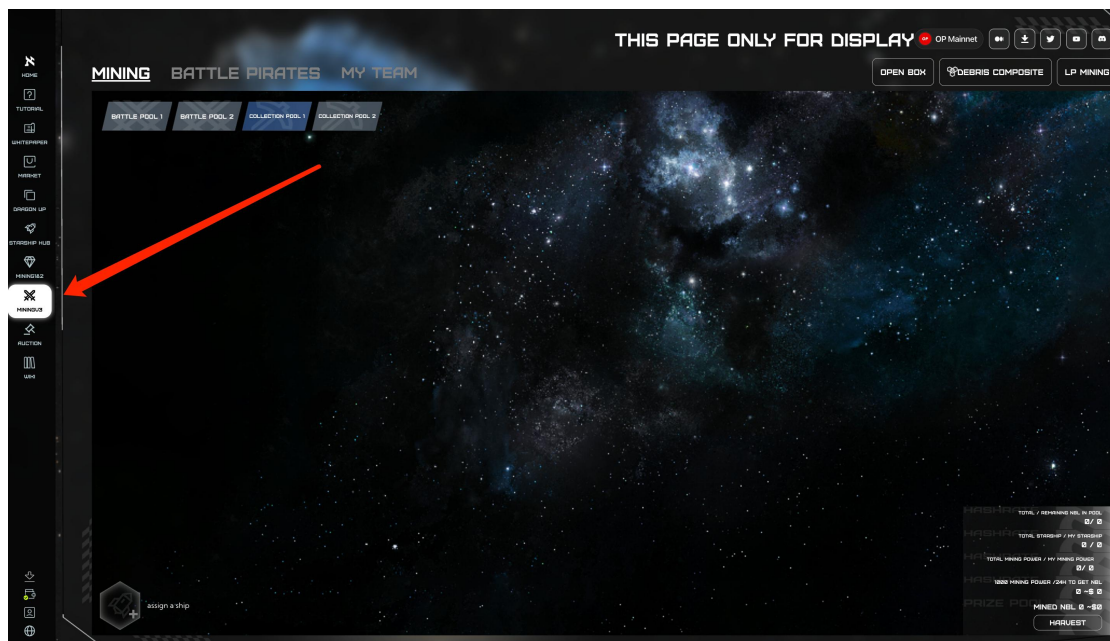 THIS PAGE ONLY FOR DISPLAY
OP
OP Mainnet
HOME
TUTORIAL
WHITEPAPER
MARKET
DRAGON UP
STARSHIP HUB
MINING1&2
MININGV3
AUCTION
WIKI
MINING
BATTLE PIRATES
MY TEAM
OPEN BOX
DEBRIS COMPOSITE
LP MINING
BATTLE POOL 1
BATTLE POOL 2
COLLECTION POOL 1
COLLECTION POOL 2
assign a ship
TOTAL / REMAINING NBL IN POOL
0/ 0
TOTAL STARSHIP / MY STARSHIP
0 / 0
TOTAL MINING POWER / MY MINING POWER
0/ 0
1000 MINING POWER /24H TO GET NBL
0 ~$ 0
PRIZE POOL
MINED NBL 0 ~$0
HARVEST